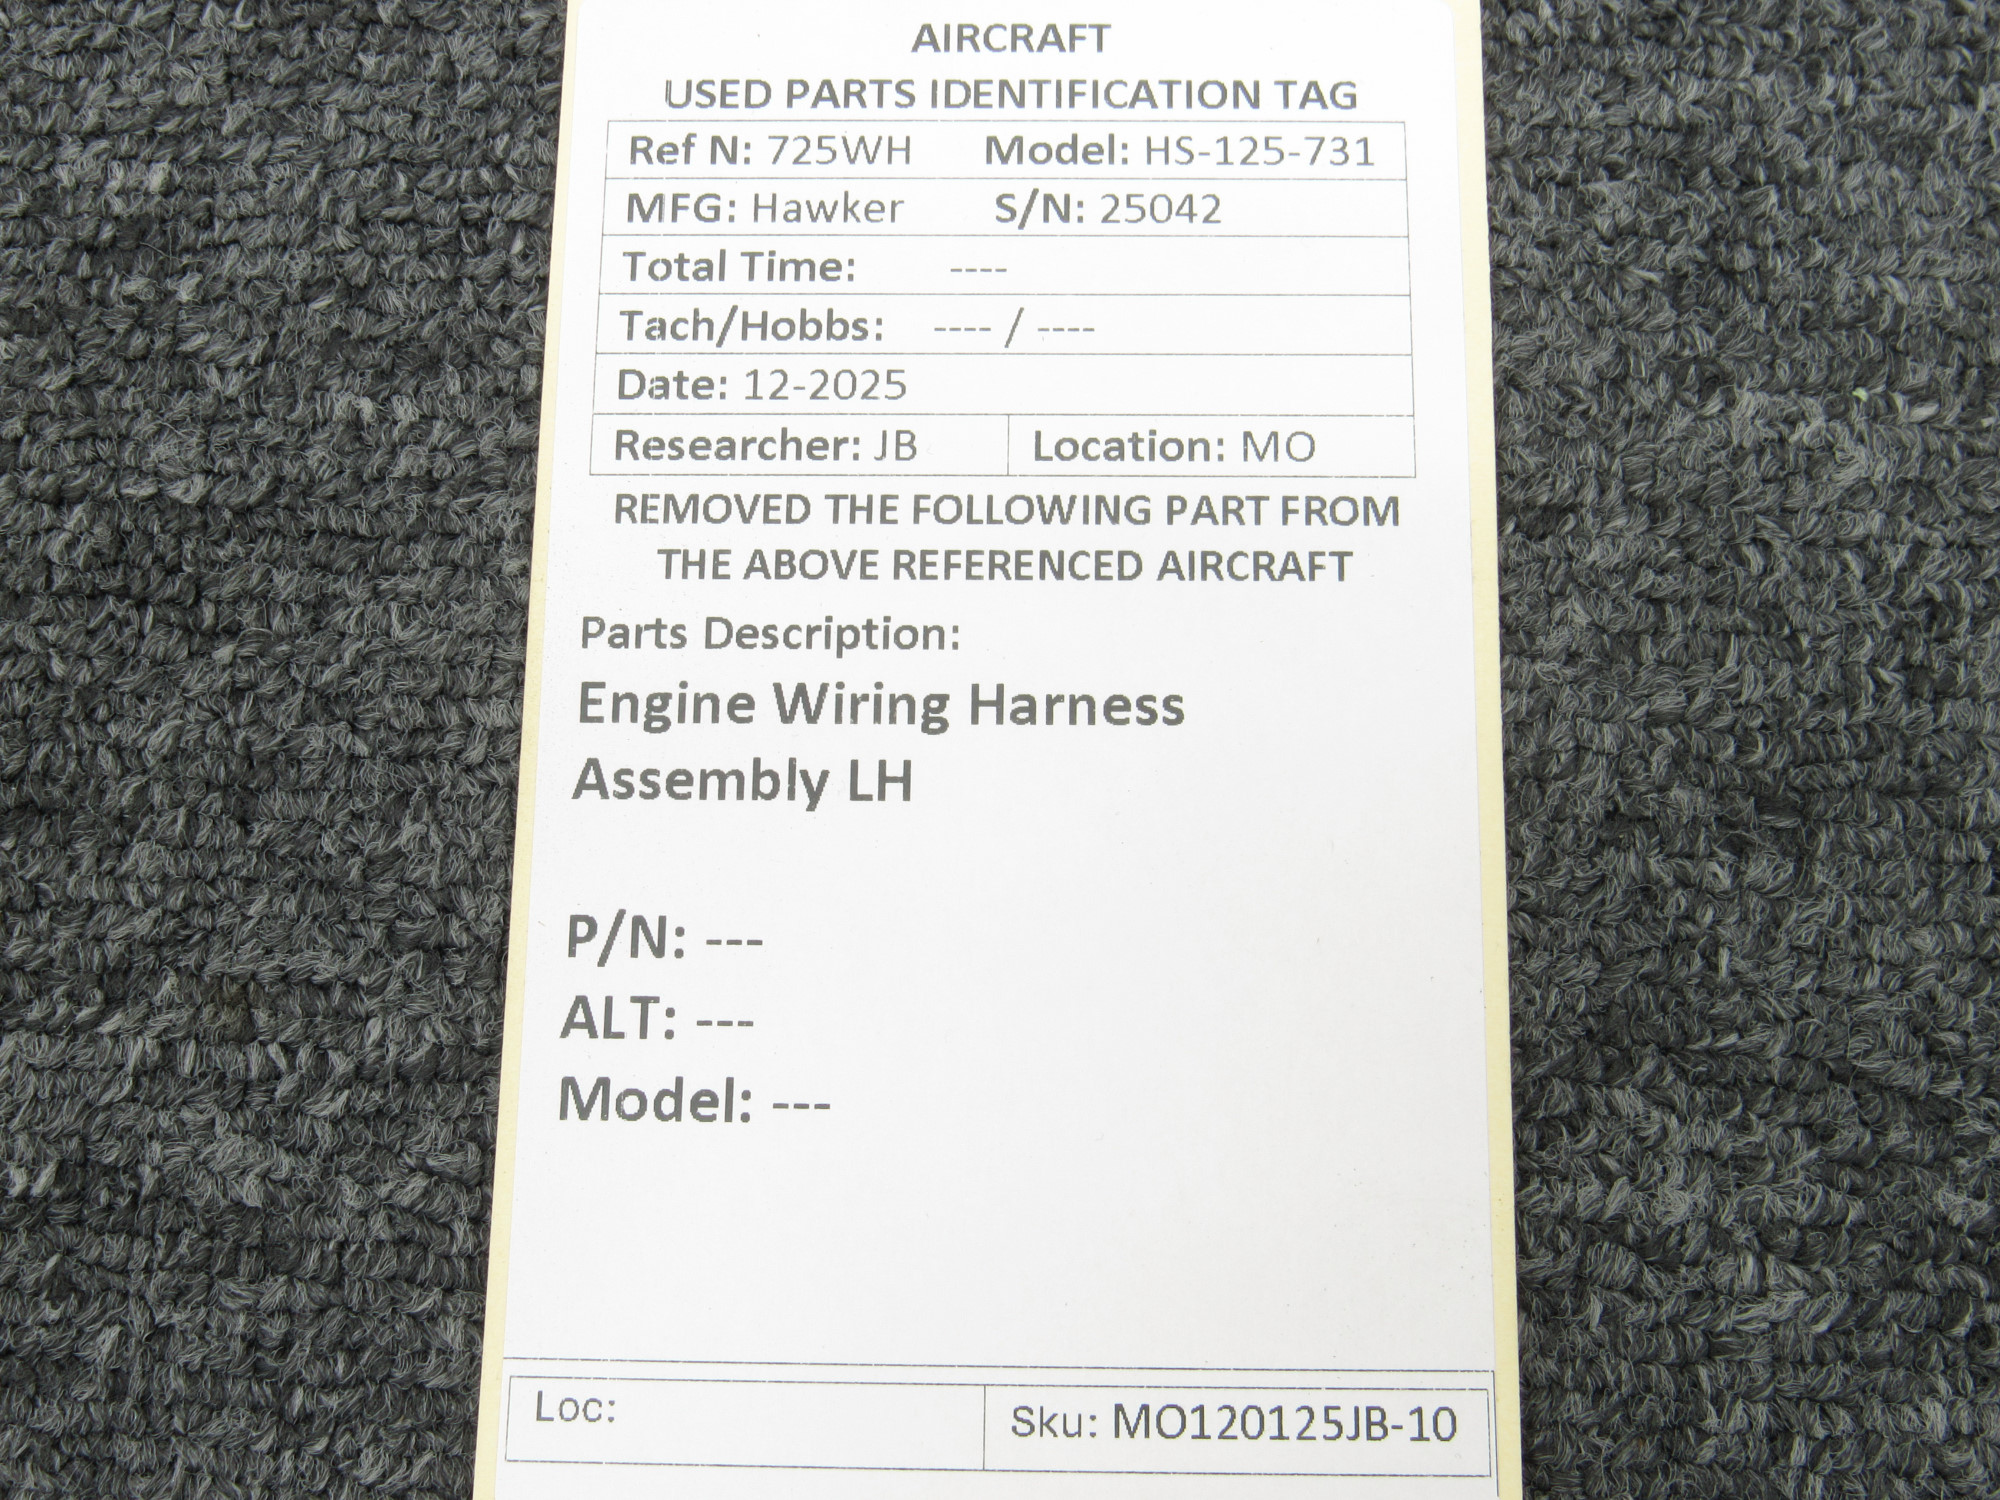 AIRCRAFT
USED PARTS IDENTIFICATION TAG
Ref N: 725WH Model: HS-125-731
MFG: Hawker S/N: 25042
Total Time: ----
Tach/Hobbs: ---- / ----
Date: 12-2025
Researcher: JB Location: MO
REMOVED THE FOLLOWING PART FROM
THE ABOVE REFERENCED AIRCRAFT
Parts Description:
Engine Wiring Harness
Assembly LH
P/N: ---
ALT: ---
Model: ---
Loc: Sku: MO120125JB-10